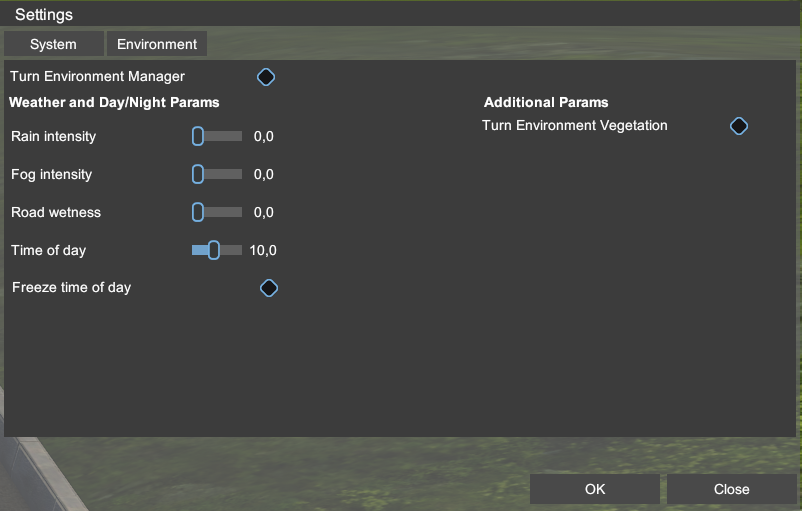 Settings
System
Environment
Turn Environment Manager
Weather and Day/Night Params
Rain intensity 0,0
Fog intensity 0,0
Road wetness 0,0
Time of day 10,0
Freeze time of day
Additional Params
Turn Environment Vegetation
OK
Close